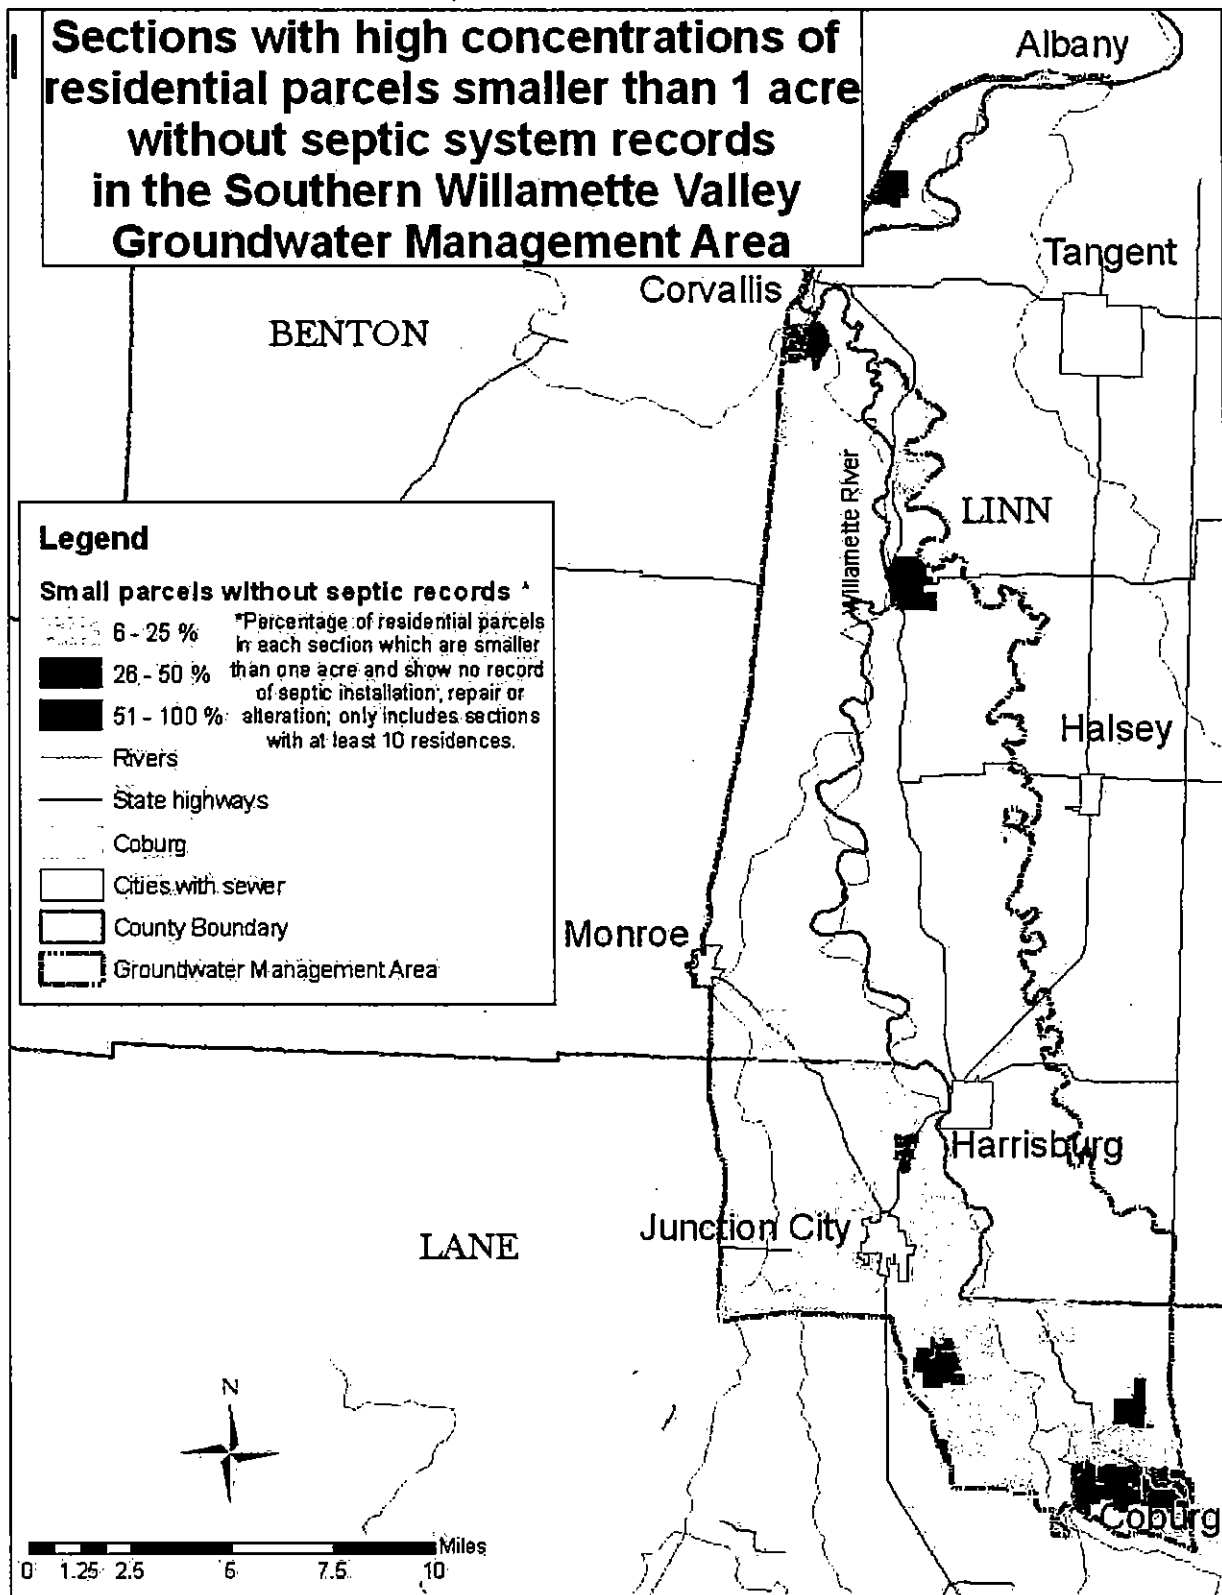 Sections with high concentrations of
residential parcels smaller than 1 acre
without septic system records
in the Southern Willamette Valley
Groundwater Management Area
Albany
Tangent
Corvallis
BENTON
Willamette River
LINN
Legend
Small parcels without septic records *
6 - 25 %
26 - 50 %
51 - 100 %
*Percentage of residential parcels
in each section which are smaller
than one acre and show no record
of septic installation, repair or
alteration; only includes sections
with at least 10 residences.
Rivers
State highways
Coburg
Cities with sewer
County Boundary
Groundwater Management Area
Halsey
Monroe
Harrisburg
Junction City
LANE
N
Coburg
Miles
0 1.25 2.5 5 7.5 10